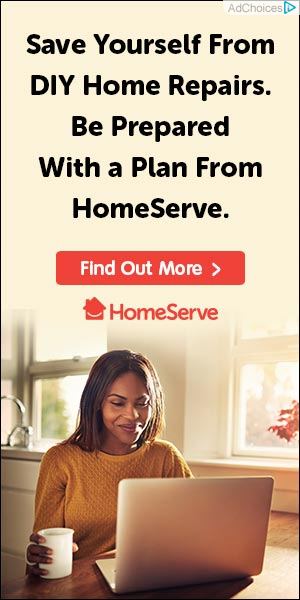 AdChoices
Save Yourself From
DIY Home Repairs.
Be Prepared
With a Plan From
HomeServe.
Find Out More >
HomeServe